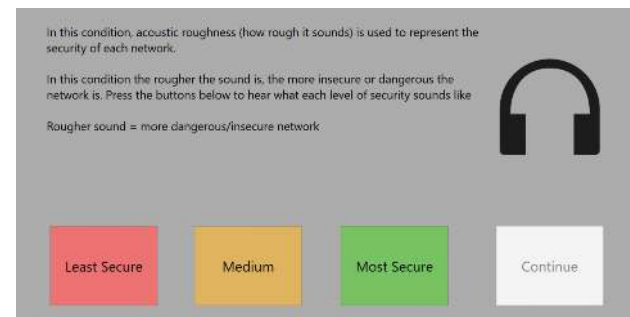 In this condition, acoustic roughness (how rough it sounds) is used to represent the
security of each network.
In this condition the rougher the sound is, the more insecure or dangerous the
network is. Press the buttons below to hear what each level of security sounds like
Rougher sound = more dangerous/insecure network
Least Secure
Medium
Most Secure
Continue